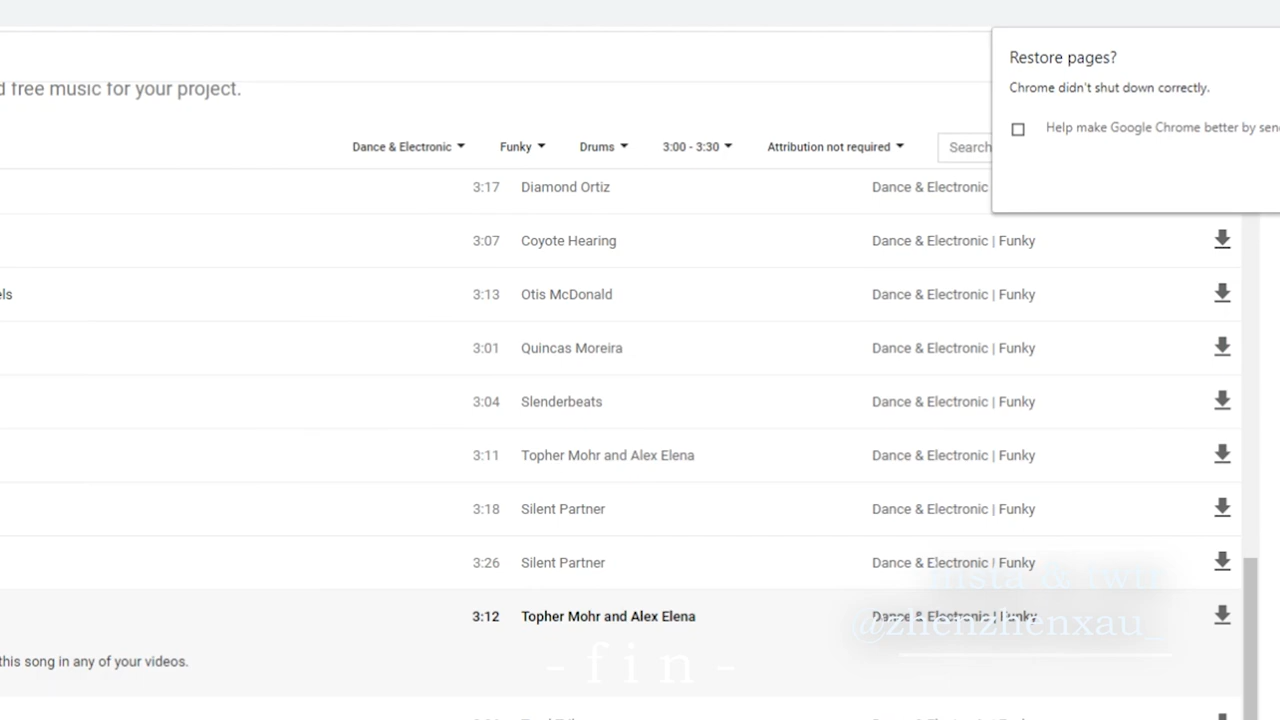 Restore pages?
Chrome didn't shut down correctly.
Help make Google Chrome better by sen
d free music for your project.
Dance & Electronic Funky Drums 3:00 - 3:30 Attribution not required Search
3:17 Diamond Ortiz Dance & Electronic
3:07 Coyote Hearing Dance & Electronic | Funky
els 3:13 Otis McDonald Dance & Electronic | Funky
3:01 Quincas Moreira Dance & Electronic | Funky
3:04 Slenderbeats Dance & Electronic | Funky
3:11 Topher Mohr and Alex Elena Dance & Electronic | Funky
3:18 Silent Partner Dance & Electronic | Funky
3:26 Silent Partner Dance & Electronic | Funky
insta & twtr
3:12 Topher Mohr and Alex Elena Dance & Electronic | Funky
@zhenzhenxau_
this song in any of your videos.
- fin -